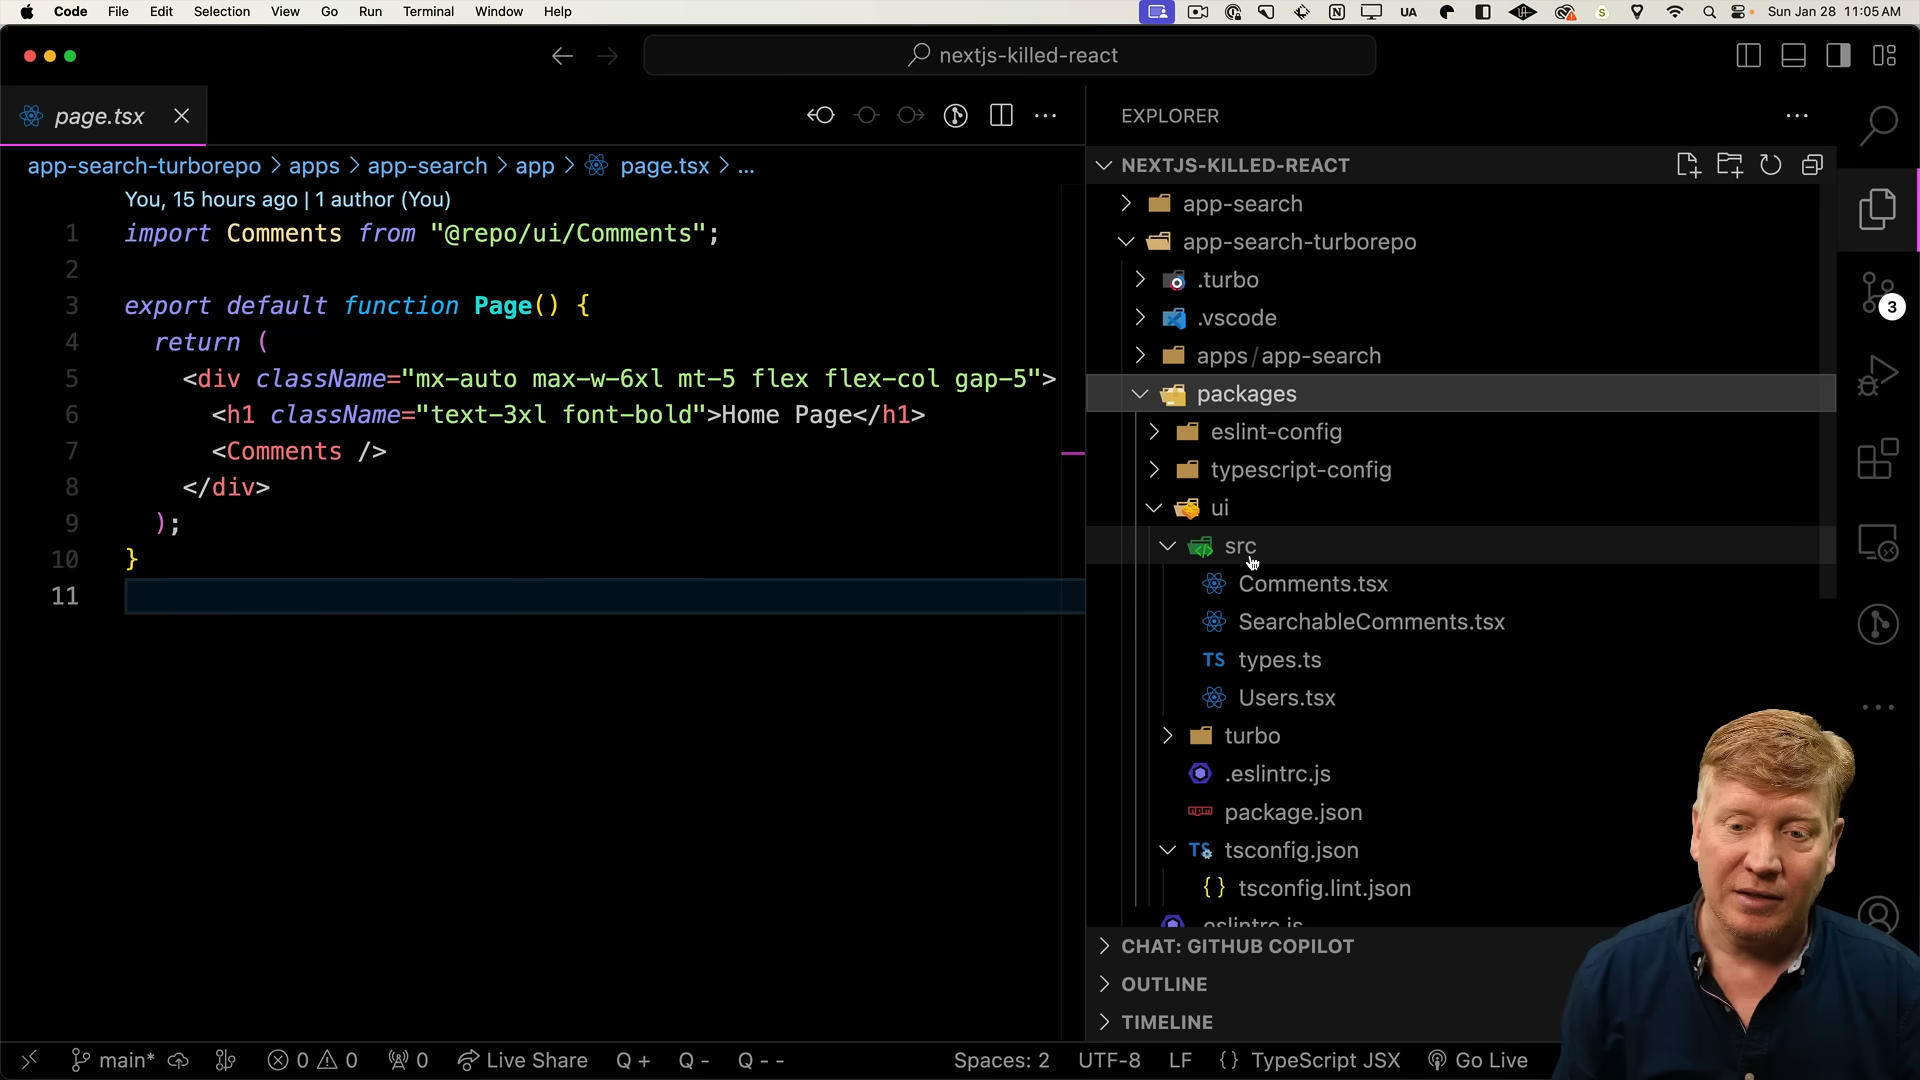 Code File Edit Selection View Go Run Terminal Window Help
UA
S
Sun Jan 28 11:05 AM
nextjs-killed-react
page.tsx
app-search-turborepo > apps > app-search > app > page.tsx > ...
You, 15 hours ago | 1 author (You)
1 import Comments from "@repo/ui/Comments";
2
3 export default function Page() {
4 return (
5 <div className="mx-auto max-w-6xl mt-5 flex flex-col gap-5">
6 <h1 className="text-3xl font-bold">Home Page</h1>
7 <Comments />
8 </div>
9 );
10 }
11
EXPLORER
NEXTJS-KILLED-REACT
app-search
app-search-turborepo
.turbo
.vscode
apps / app-search
packages
eslint-config
typescript-config
ui
src
Comments.tsx
SearchableComments.tsx
TS types.ts
Users.tsx
turbo
.eslintrc.js
package.json
TS tsconfig.json
{} tsconfig.lint.json
.eslintrc.js
CHAT: GITHUB COPILOT
OUTLINE
TIMELINE
3
main* 0 0 0 Live Share Q + Q - Q - - Spaces: 2 UTF-8 LF {} TypeScript JSX Go Live